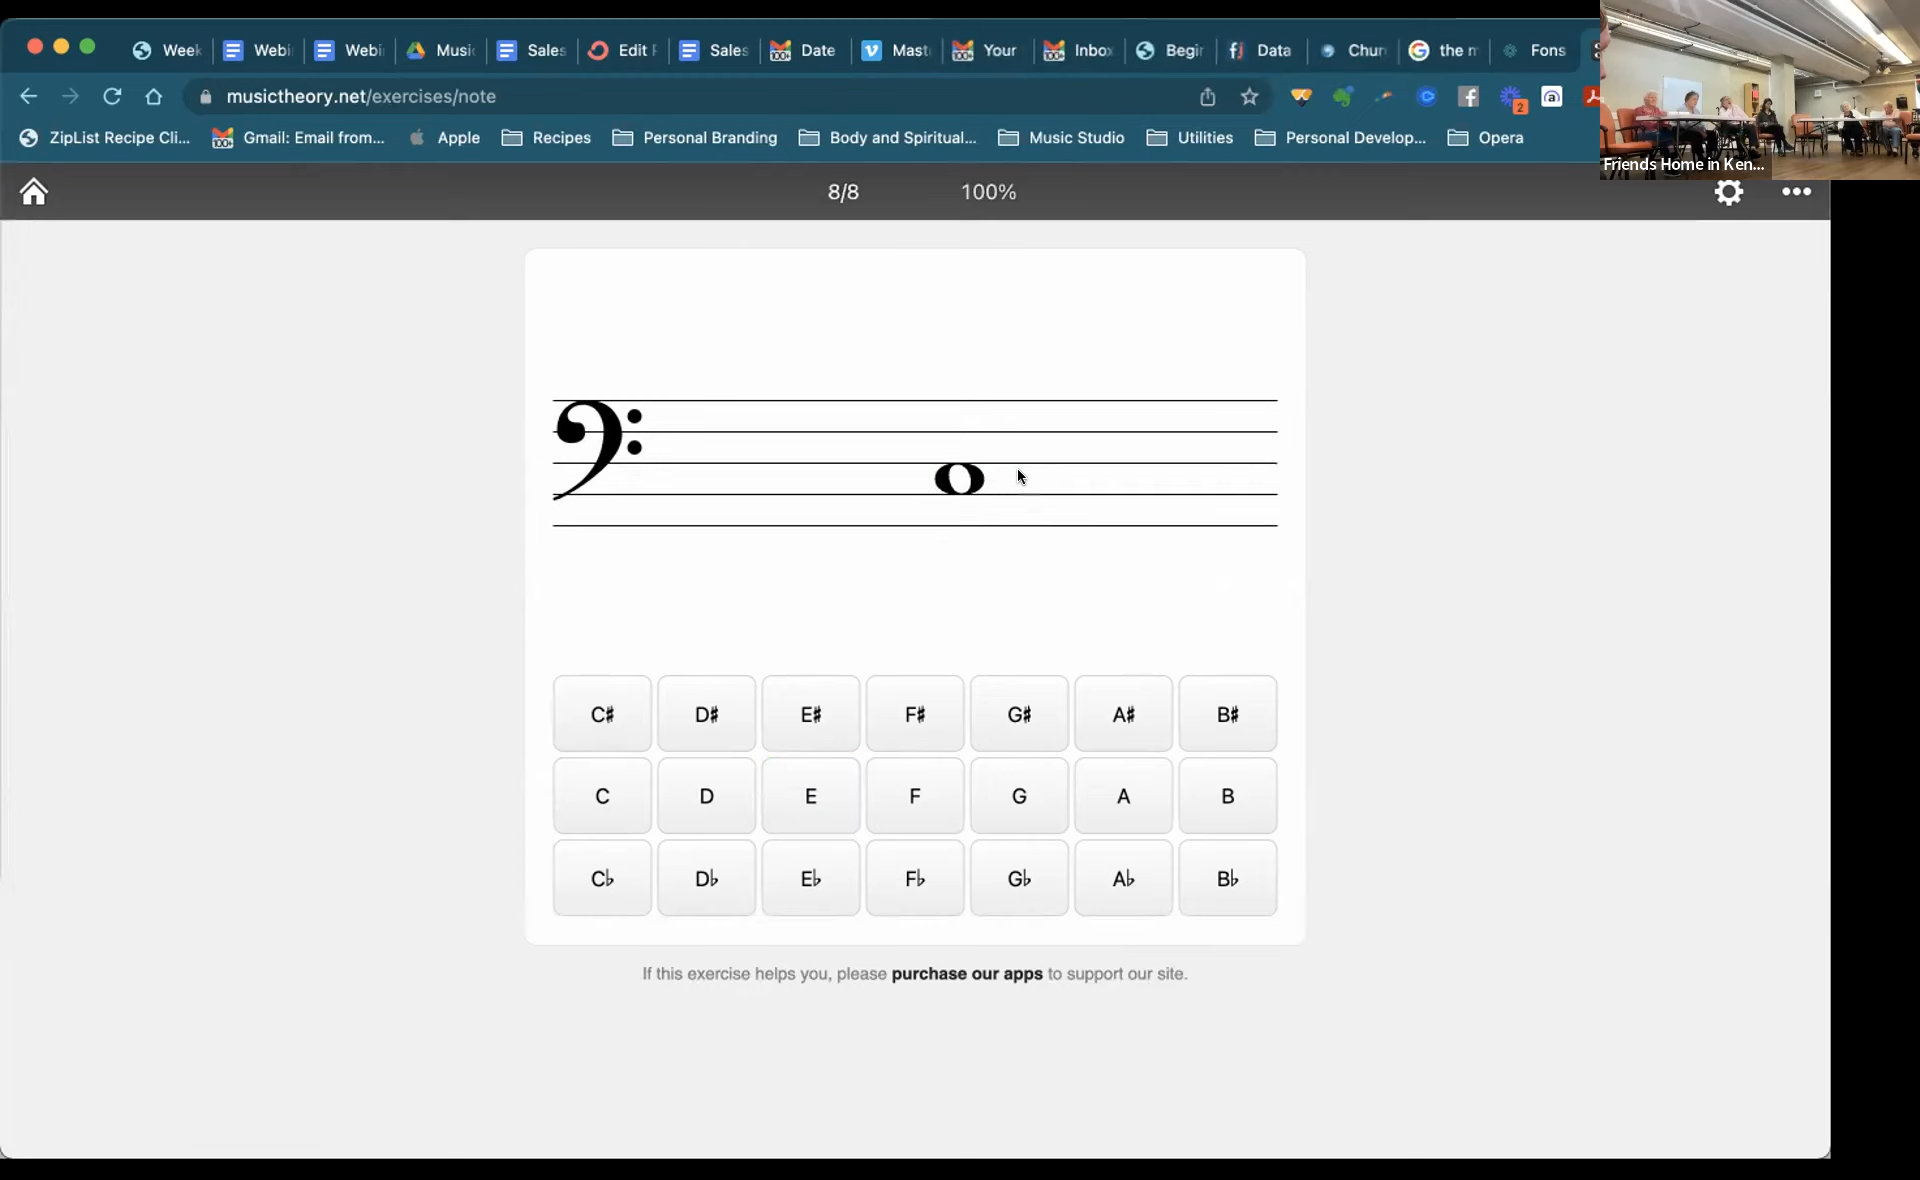 Week Webi Webi Musi Sales Edit F Sales Date Mast Your Inbo Begir Data Chur the m Fons
musictheory.net/exercises/note
ZipList Recipe Cli... Gmail: Email from... Apple Recipes Personal Branding Body and Spiritual... Music Studio Utilities Personal Develop... Opera
Friends Home in Ken...
8/8 100%
C♯ D♯ E♯ F♯ G♯ A♯ B♯
C D E F G A B
C♭ D♭ E♭ F♭ G♭ A♭ B♭
If this exercise helps you, please purchase our apps to support our site.